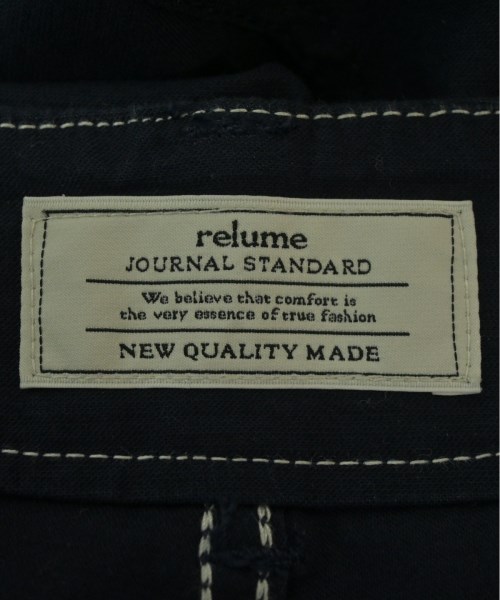 relume
JOURNAL STANDARD
We believe that comfort is
the very essence of true fashion
NEW QUALITY MADE